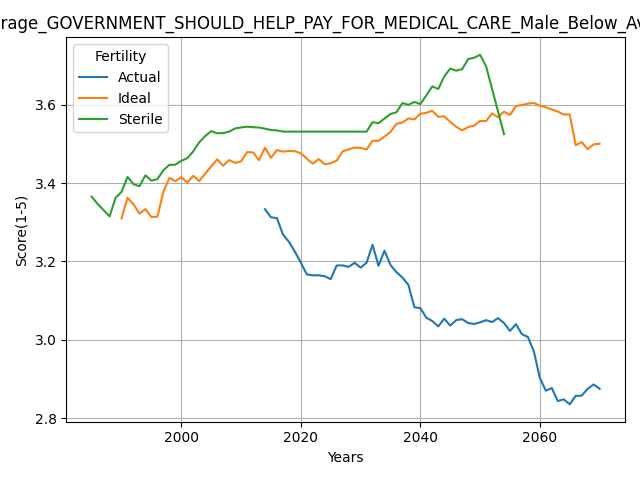 rage_GOVERNMENT_SHOULD_HELP_PAY_FOR_MEDICAL_CARE_Male_Below_Av
Fertility
Actual
Ideal
Sterile
Score(1-5)
3.6
3.4
3.2
3.0
2.8
2000
2020
2040
2060
Years